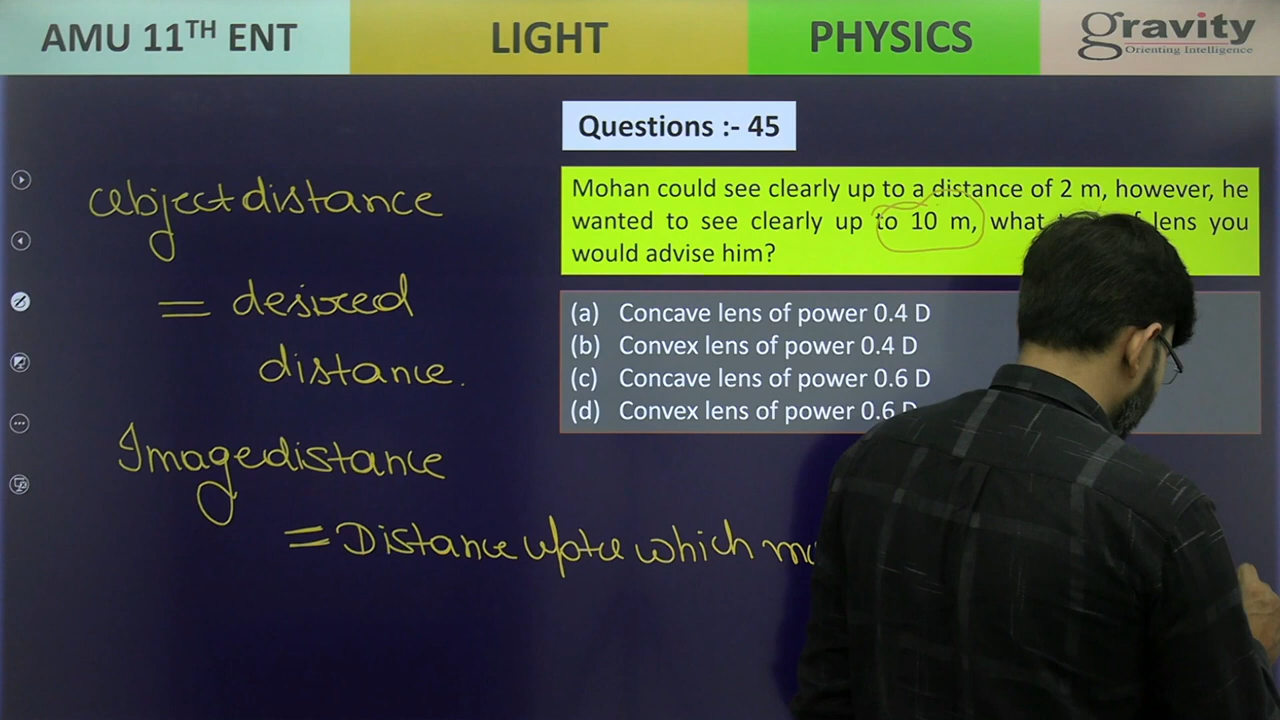 AMU 11TH ENT
LIGHT
PHYSICS
gravity
Orienting Intelligence
Questions :- 45
Mohan could see clearly up to a distance of 2 m, however, he
wanted to see clearly up to 10 m, what lens you
would advise him?
(a) Concave lens of power 0.4 D
(b) Convex lens of power 0.4 D
(c) Concave lens of power 0.6 D
(d) Convex lens of power 0.6 D
object distance
= desired
distance.
Image distance
= Distance upto which